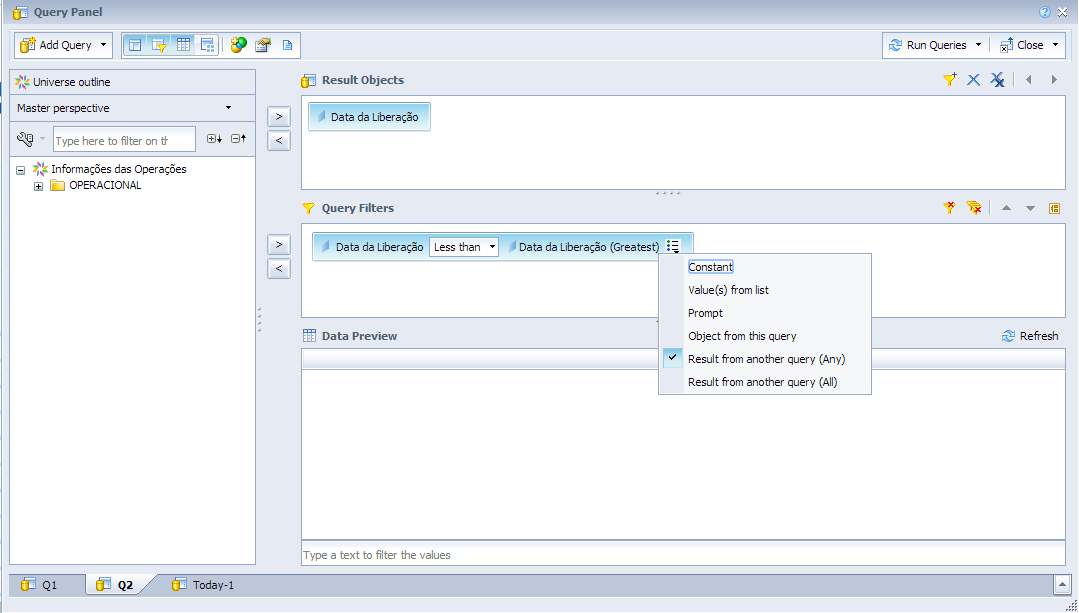 Query Panel
Add Query
Run Queries
Close
Universe outline
Master perspective
Type here to filter on th
Informações das Operações
OPERACIONAL
Result Objects
Data da Liberação
Query Filters
Data da Liberação Less than Data da Liberação (Greatest)
Constant
Value(s) from list
Prompt
Object from this query
Result from another query (Any)
Result from another query (All)
Data Preview
Refresh
Type a text to filter the values
Q1
Q2
Today-1